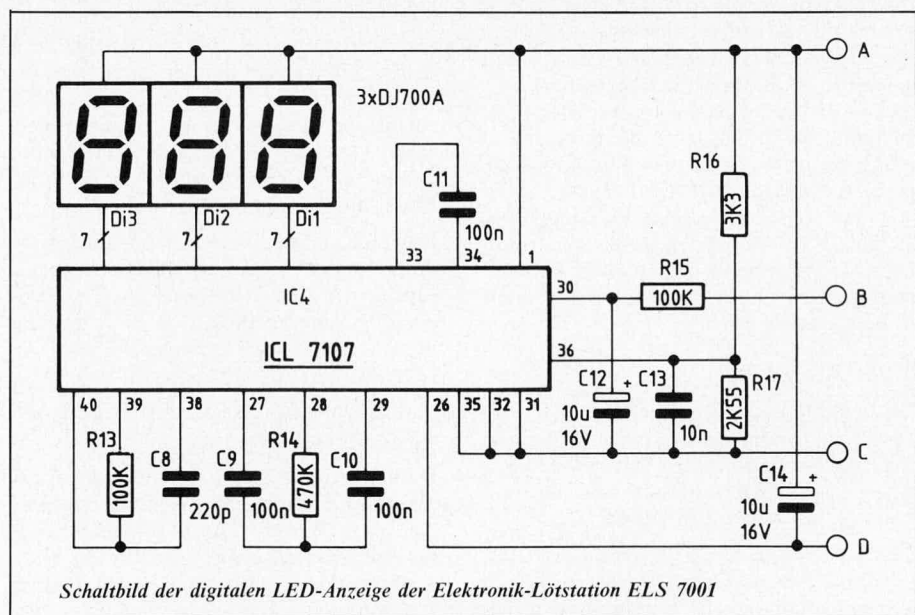 A
3xDJ700A
R16
3K3
Di3
Di2
Di1
7
7
7
C11
100n
33
34
1
IC4
ICL 7107
30
R15
100K
B
36
C12
+
10u
16V
C13
10n
R17
2K55
40
39
38
27
28
29
26
35
32
31
R13
100K
C8
220p
C9
100n
R14
470K
C10
100n
C
C14
+
10u
16V
D
Schaltbild der digitalen LED-Anzeige der Elektronik-Lötstation ELS 7001